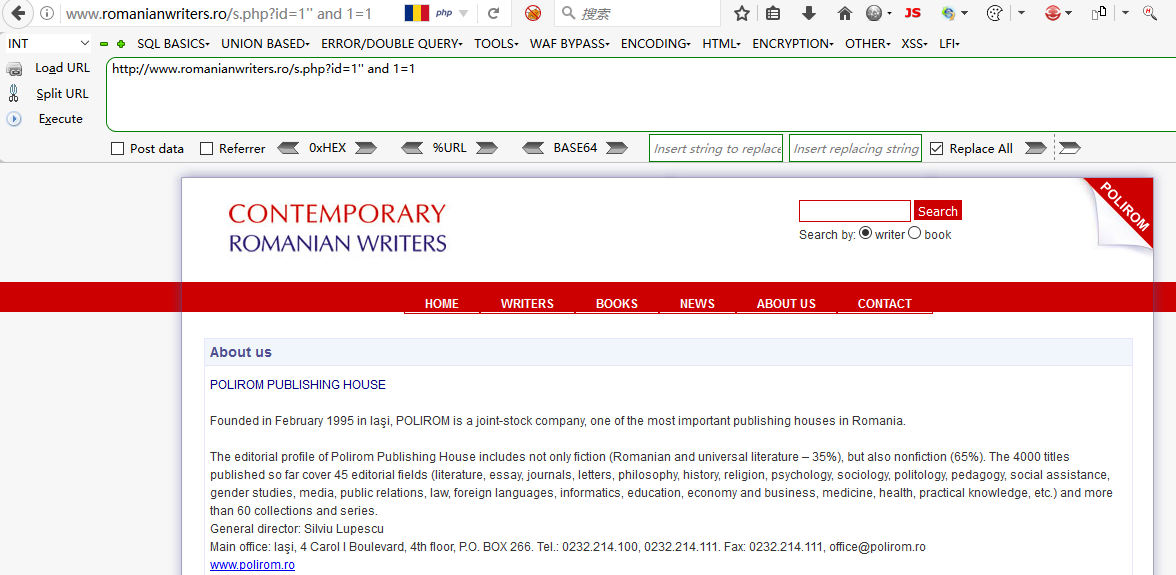 www.romanianwriters.ro/s.php?id=1'' and 1=1 php 搜索 JS
INT SQL BASICS UNION BASED ERROR/DOUBLE QUERY TOOLS WAF BYPASS ENCODING HTML ENCRYPTION OTHER XSS LFI
Load URL http://www.romanianwriters.ro/s.php?id=1'' and 1=1
Split URL
Execute
Post data Referrer 0xHEX %URL BASE64 Insert string to replace Insert replacing string Replace All
POLIROM
CONTEMPORARY
ROMANIAN WRITERS
Search
Search by: writer book
HOME WRITERS BOOKS NEWS ABOUT US CONTACT
About us
POLIROM PUBLISHING HOUSE
Founded in February 1995 in Iaşi, POLIROM is a joint-stock company, one of the most important publishing houses in Romania.
The editorial profile of Polirom Publishing House includes not only fiction (Romanian and universal literature – 35%), but also nonfiction (65%). The 4000 titles
published so far cover 45 editorial fields (literature, essay, journals, letters, philosophy, history, religion, psychology, sociology, politology, pedagogy, social assistance,
gender studies, media, public relations, law, foreign languages, informatics, education, economy and business, medicine, health, practical knowledge, etc.) and more
than 60 collections and series.
General director: Silviu Lupescu
Main office: Iaşi, 4 Carol I Boulevard, 4th floor, P.O. BOX 266. Tel.: 0232.214.100, 0232.214.111. Fax: 0232.214.111, office@polirom.ro
www.polirom.ro